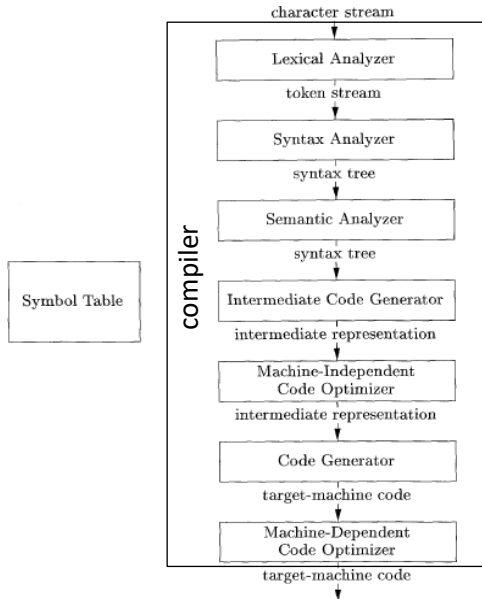 character stream
Lexical Analyzer
token stream
Syntax Analyzer
syntax tree
Semantic Analyzer
syntax tree
compiler
Symbol Table
Intermediate Code Generator
intermediate representation
Machine-Independent
Code Optimizer
intermediate representation
Code Generator
target-machine code
Machine-Dependent
Code Optimizer
target-machine code